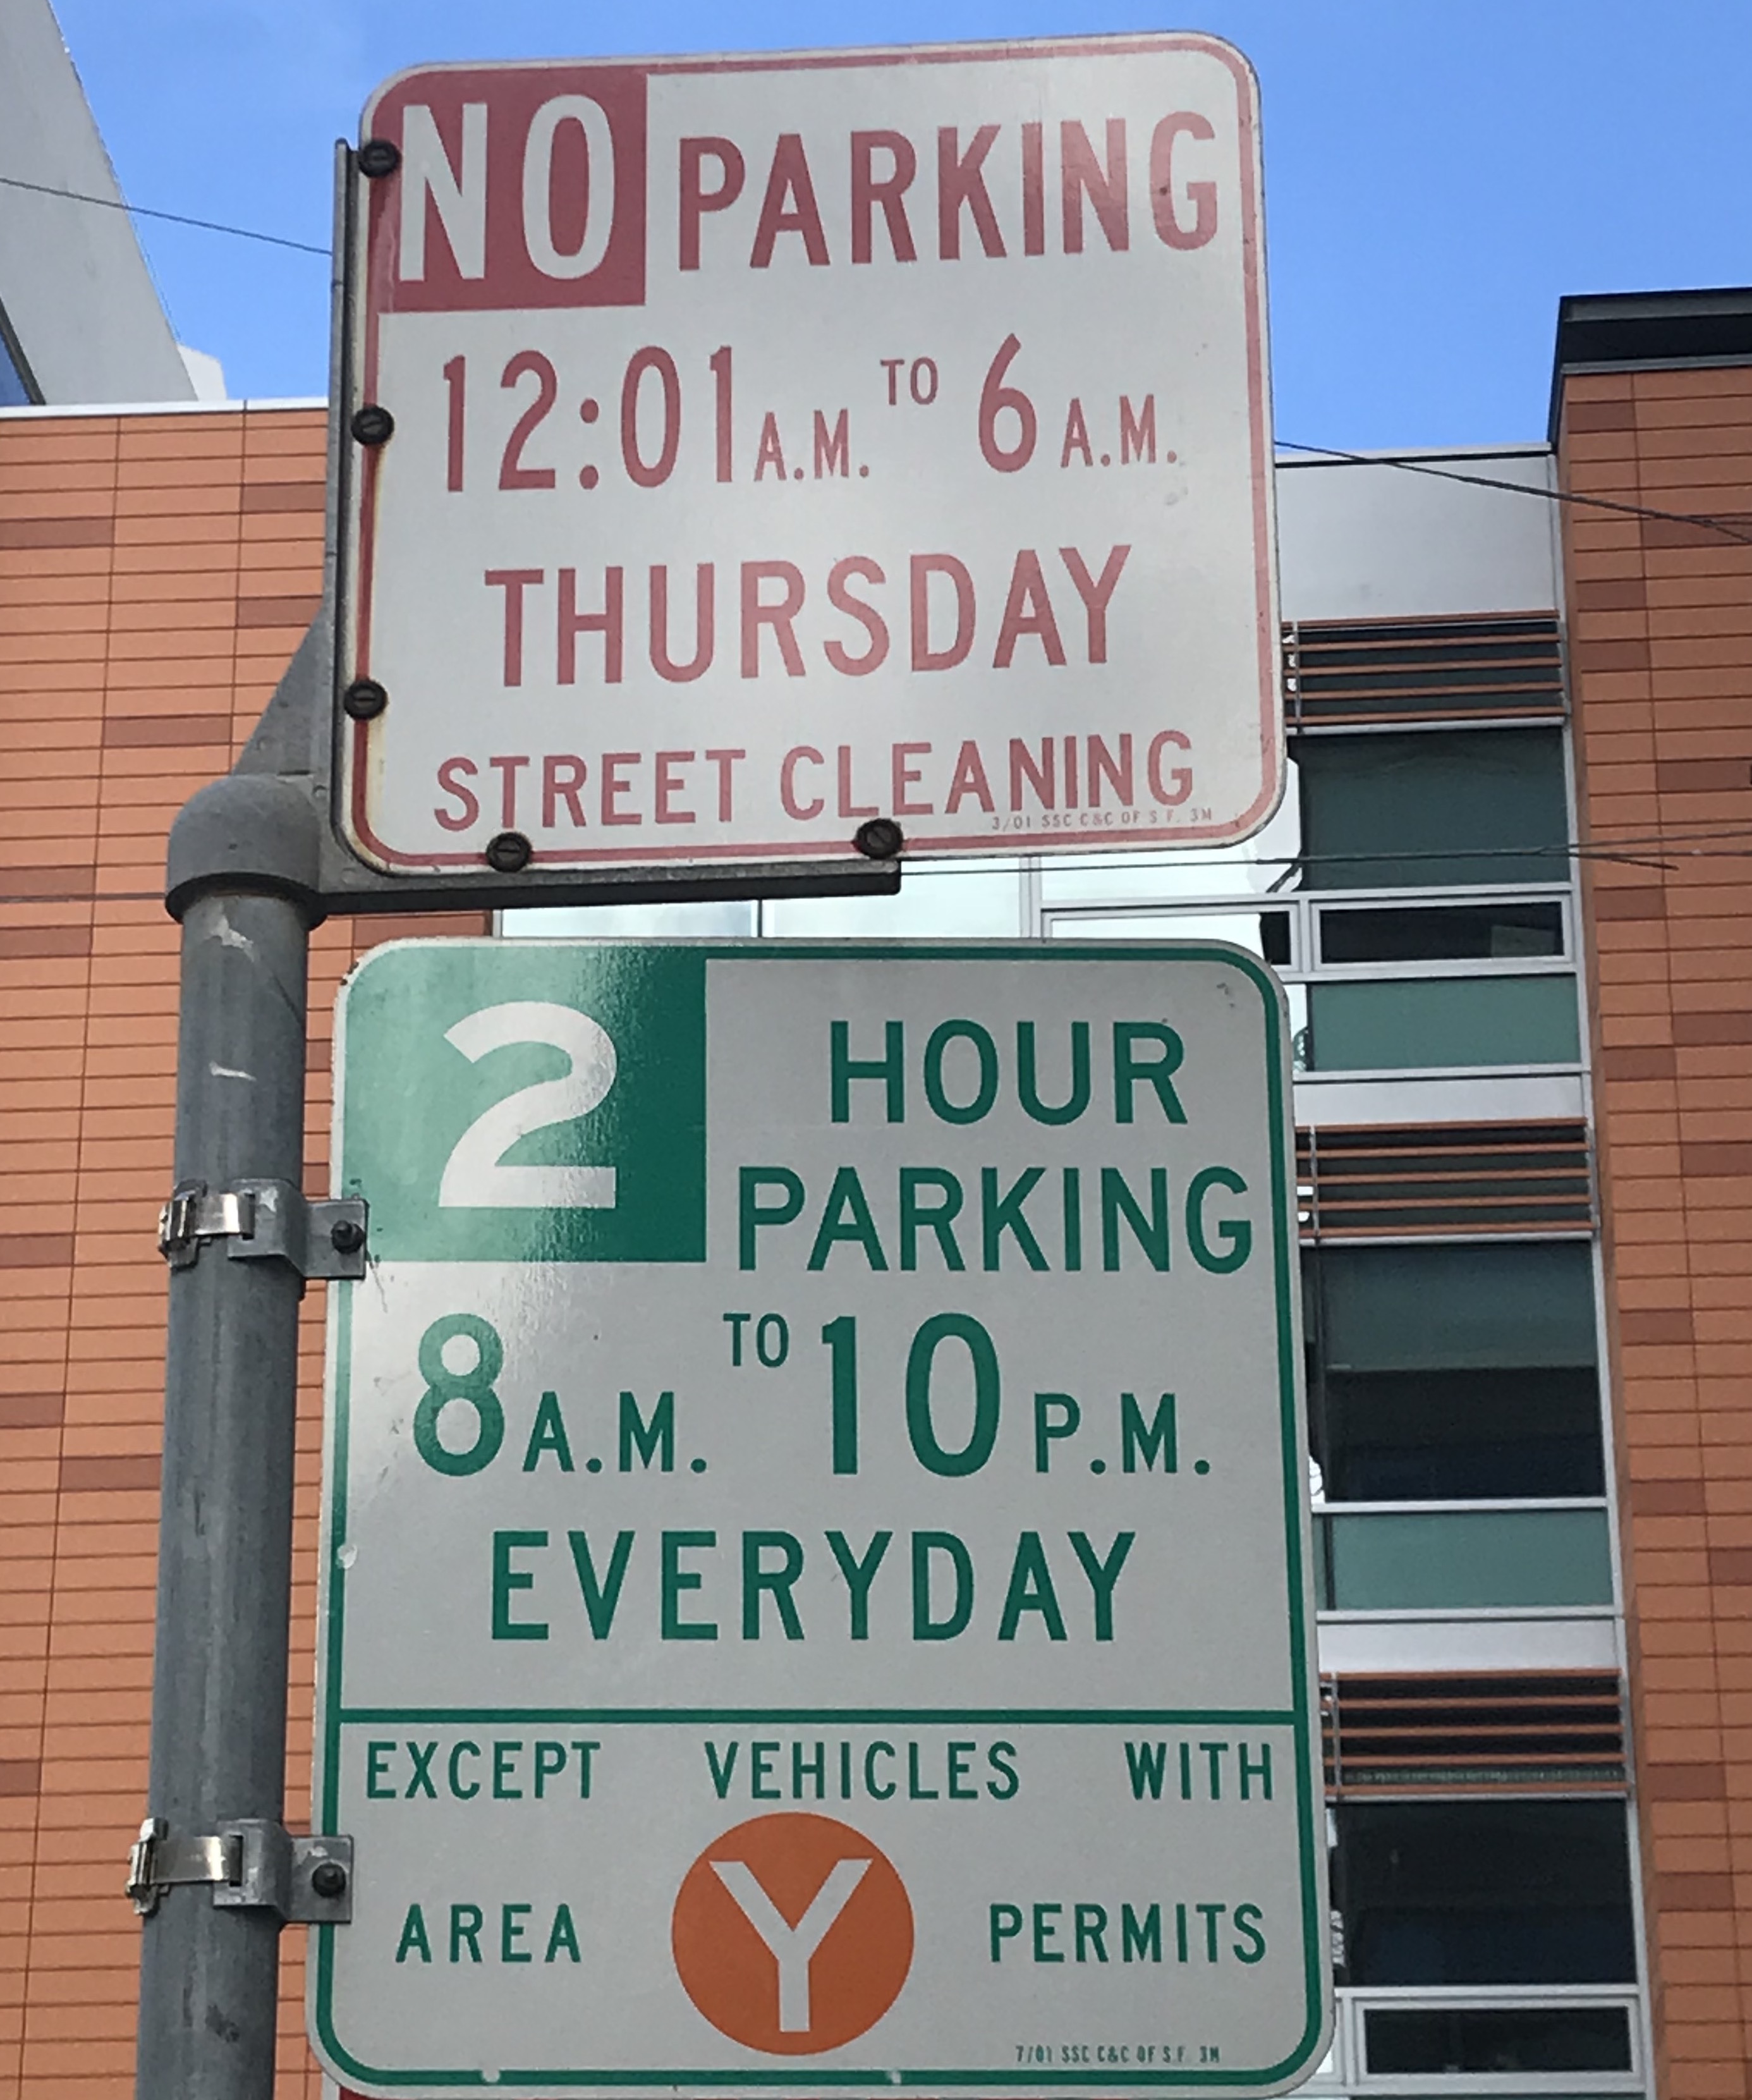 NO PARKING
12:01 A.M. TO 6 A.M.
THURSDAY
STREET CLEANING
3/01 SSC C&C OF S F. 3M
2 HOUR
PARKING
8 A.M. TO 10 P.M.
EVERYDAY
EXCEPT VEHICLES WITH
AREA Y PERMITS
7/01 SSC C&C OF S F 3M